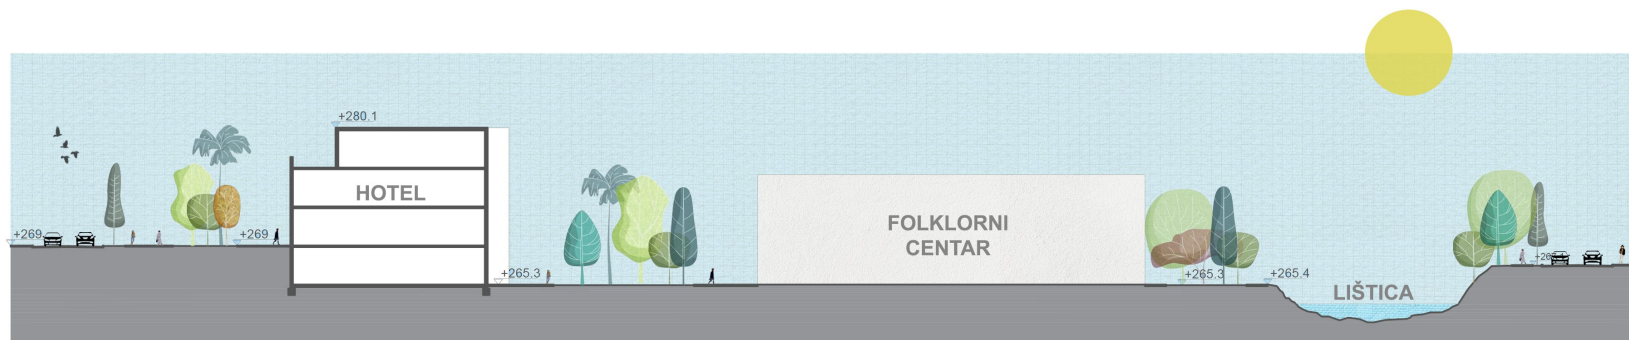 +280.1
HOTEL
FOLKLORNI
CENTAR
+269
+269
+265.3
+265.3
+265.4
LIŠTICA